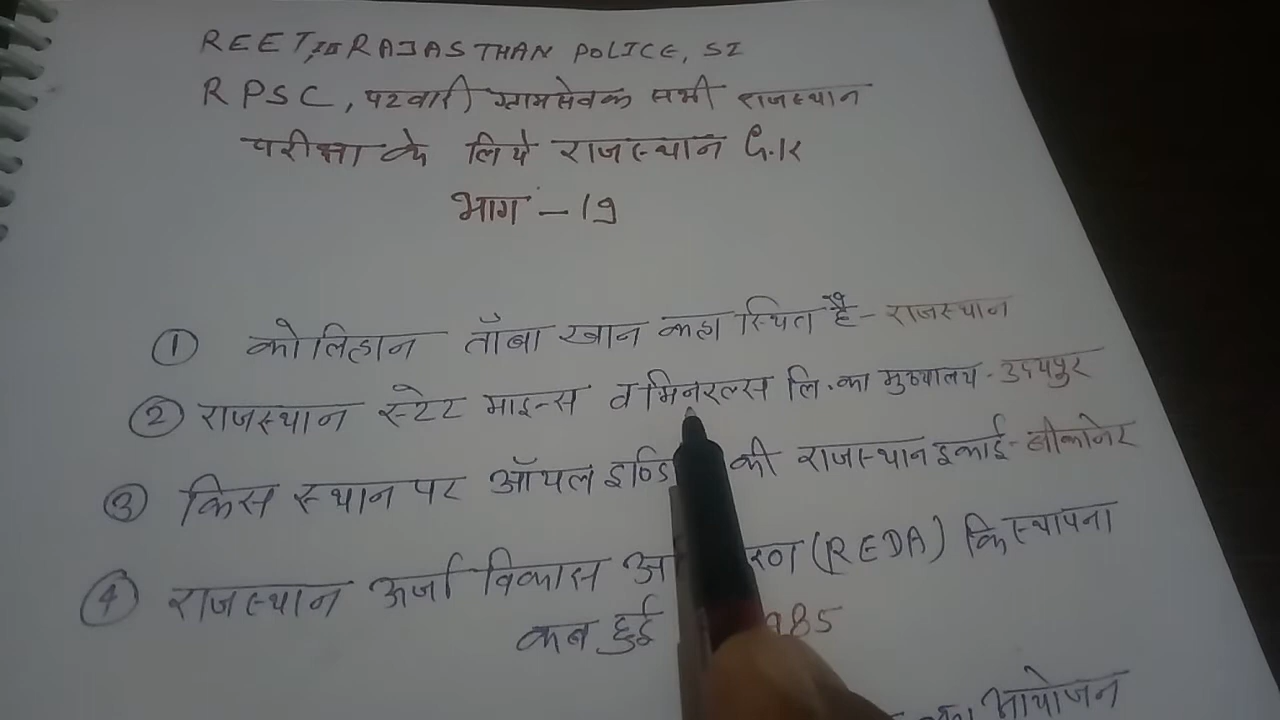 REET, RAJASTHAN POLICE, SI
RPSC, पटवारी ग्रामसेवक सभी राजस्थान
परीक्षा के लिये राजस्थान G.K
भाग - 19
① कोलिहान ताँबा खान कहा स्थित है - राजस्थान
② राजस्थान स्टेट माइन्स व मिनरल्स लि. का मुख्यालय - उदयपुर
③ किस स्थान पर ऑयल इण्डि की राजस्थान इकाई - बीकानेर
④ राजस्थान ऊर्जा विकास अ रण (REDA) कि स्थापना
कब हुई 985
का आयोजन